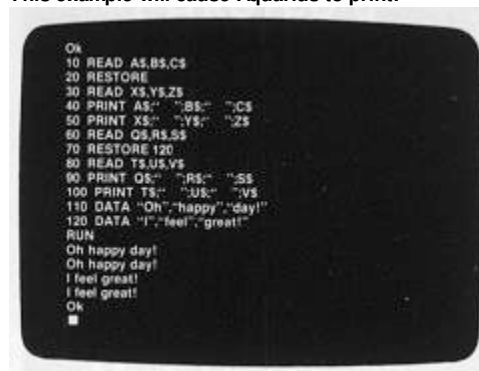 This example will cause Aquarius to print:
Ok
10 READ A$,B$,C$
20 RESTORE
30 READ X$,Y$,Z$
40 PRINT A$;"  ";B$;"  ";C$
50 PRINT X$;"  ";Y$;"  ";Z$
60 READ Q$,R$,S$
70 RESTORE 120
80 READ T$,U$,V$
90 PRINT Q$;"  ";R$;"  ";S$
100 PRINT T$;"  ";U$;"  ";V$
110 DATA "Oh","happy","day!"
120 DATA "I","feel","great!"
RUN
Oh happy day!
Oh happy day!
I feel great!
I feel great!
Ok